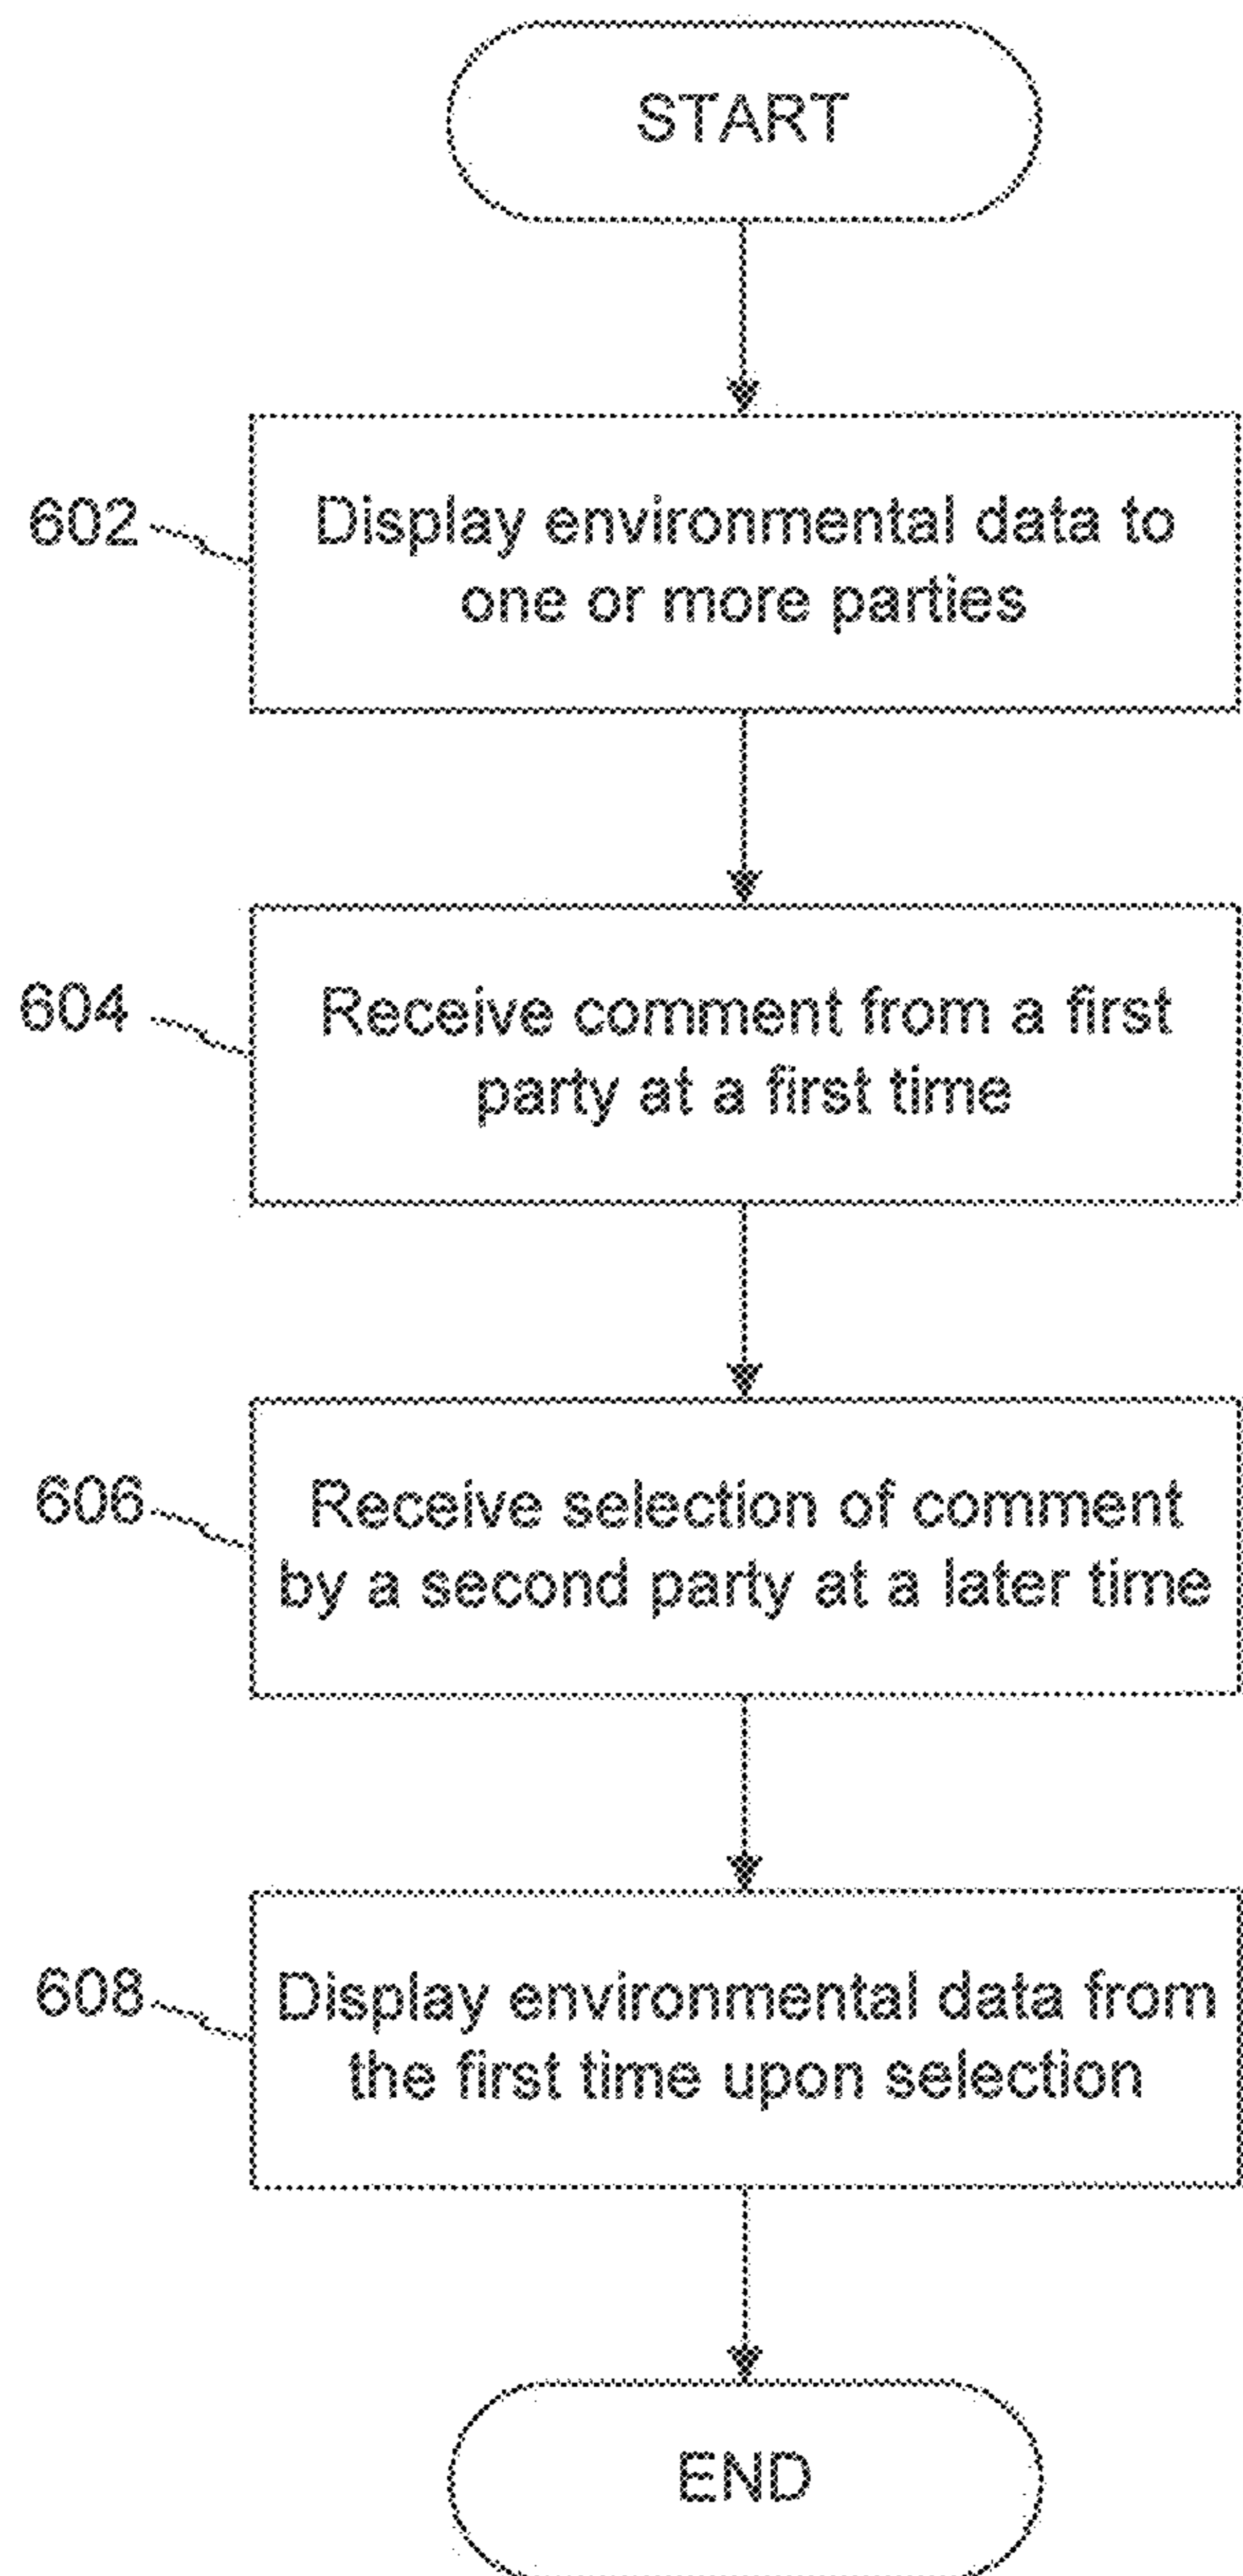 START
602
Display environmental data to
one or more parties
604
Receive comment from a first
party at a first time
606
Receive selection of comment
by a second party at a later time
608
Display environmental data from
the first time upon selection
END